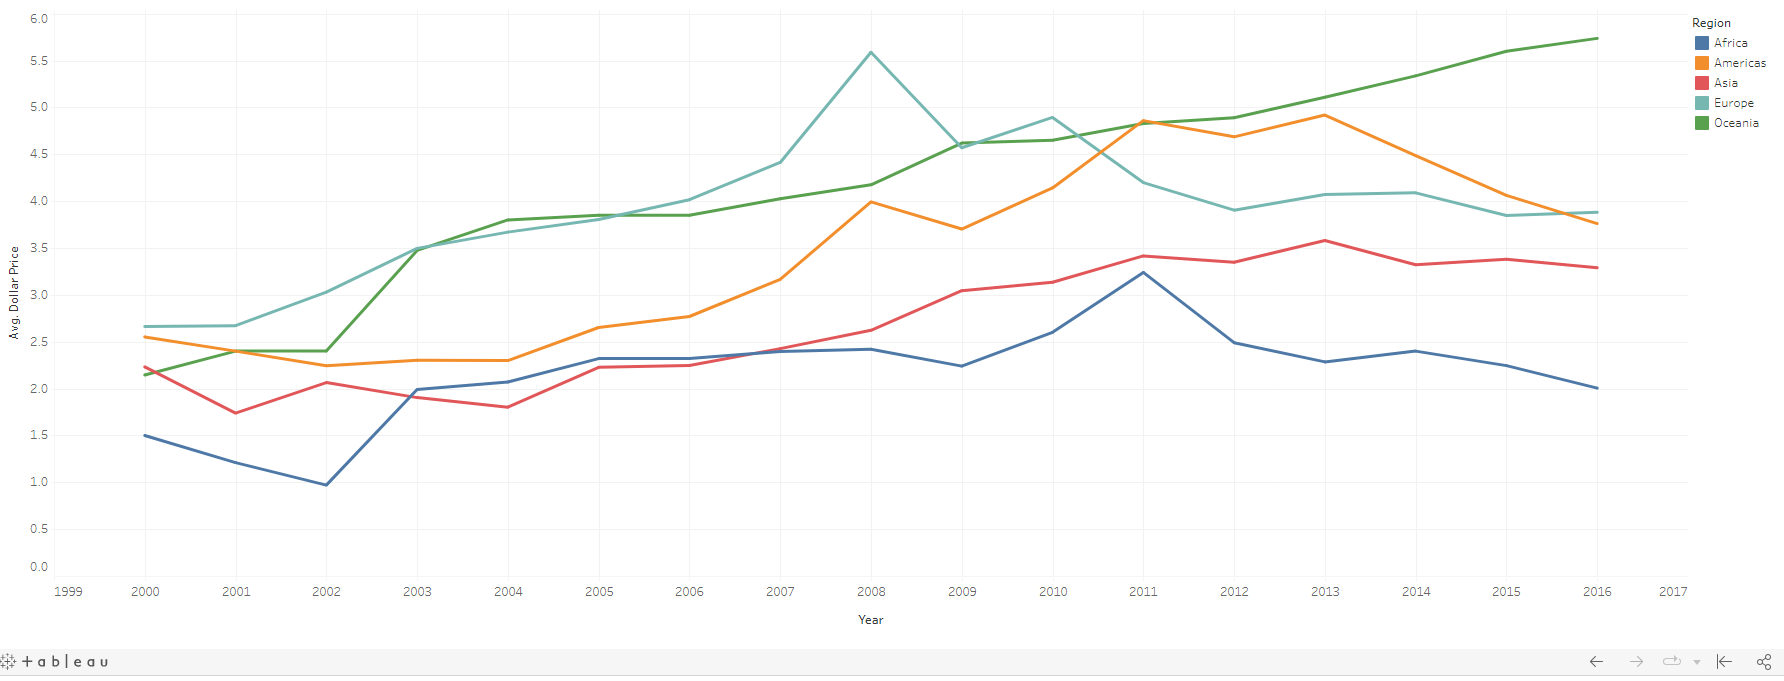 6.0
5.5
5.0
4.5
4.0
3.5
3.0
2.5
2.0
1.5
1.0
0.5
0.0
Avg. Dollar Price
1999 2000 2001 2002 2003 2004 2005 2006 2007 2008 2009 2010 2011 2012 2013 2014 2015 2016 2017
Year
Region
Africa
Americas
Asia
Europe
Oceania
+ a b | e a u